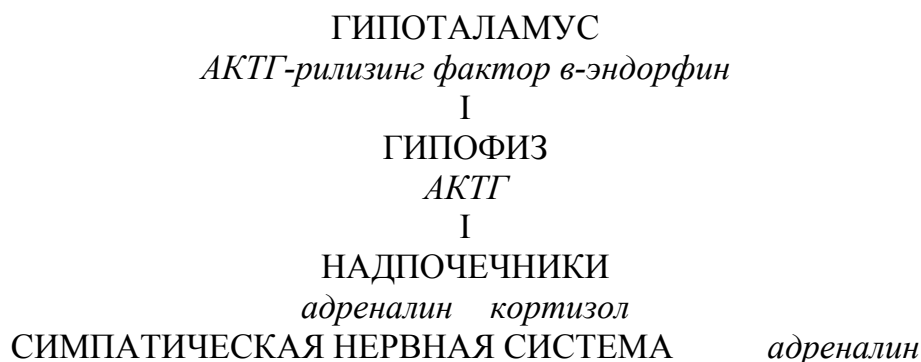 ГИПОТАЛАМУС
АКТГ-рилизинг фактор в-эндорфин
I
ГИПОФИЗ
АКТГ
I
НАДПОЧЕЧНИКИ
адреналин кортизол
СИМПАТИЧЕСКАЯ НЕРВНАЯ СИСТЕМА адреналин